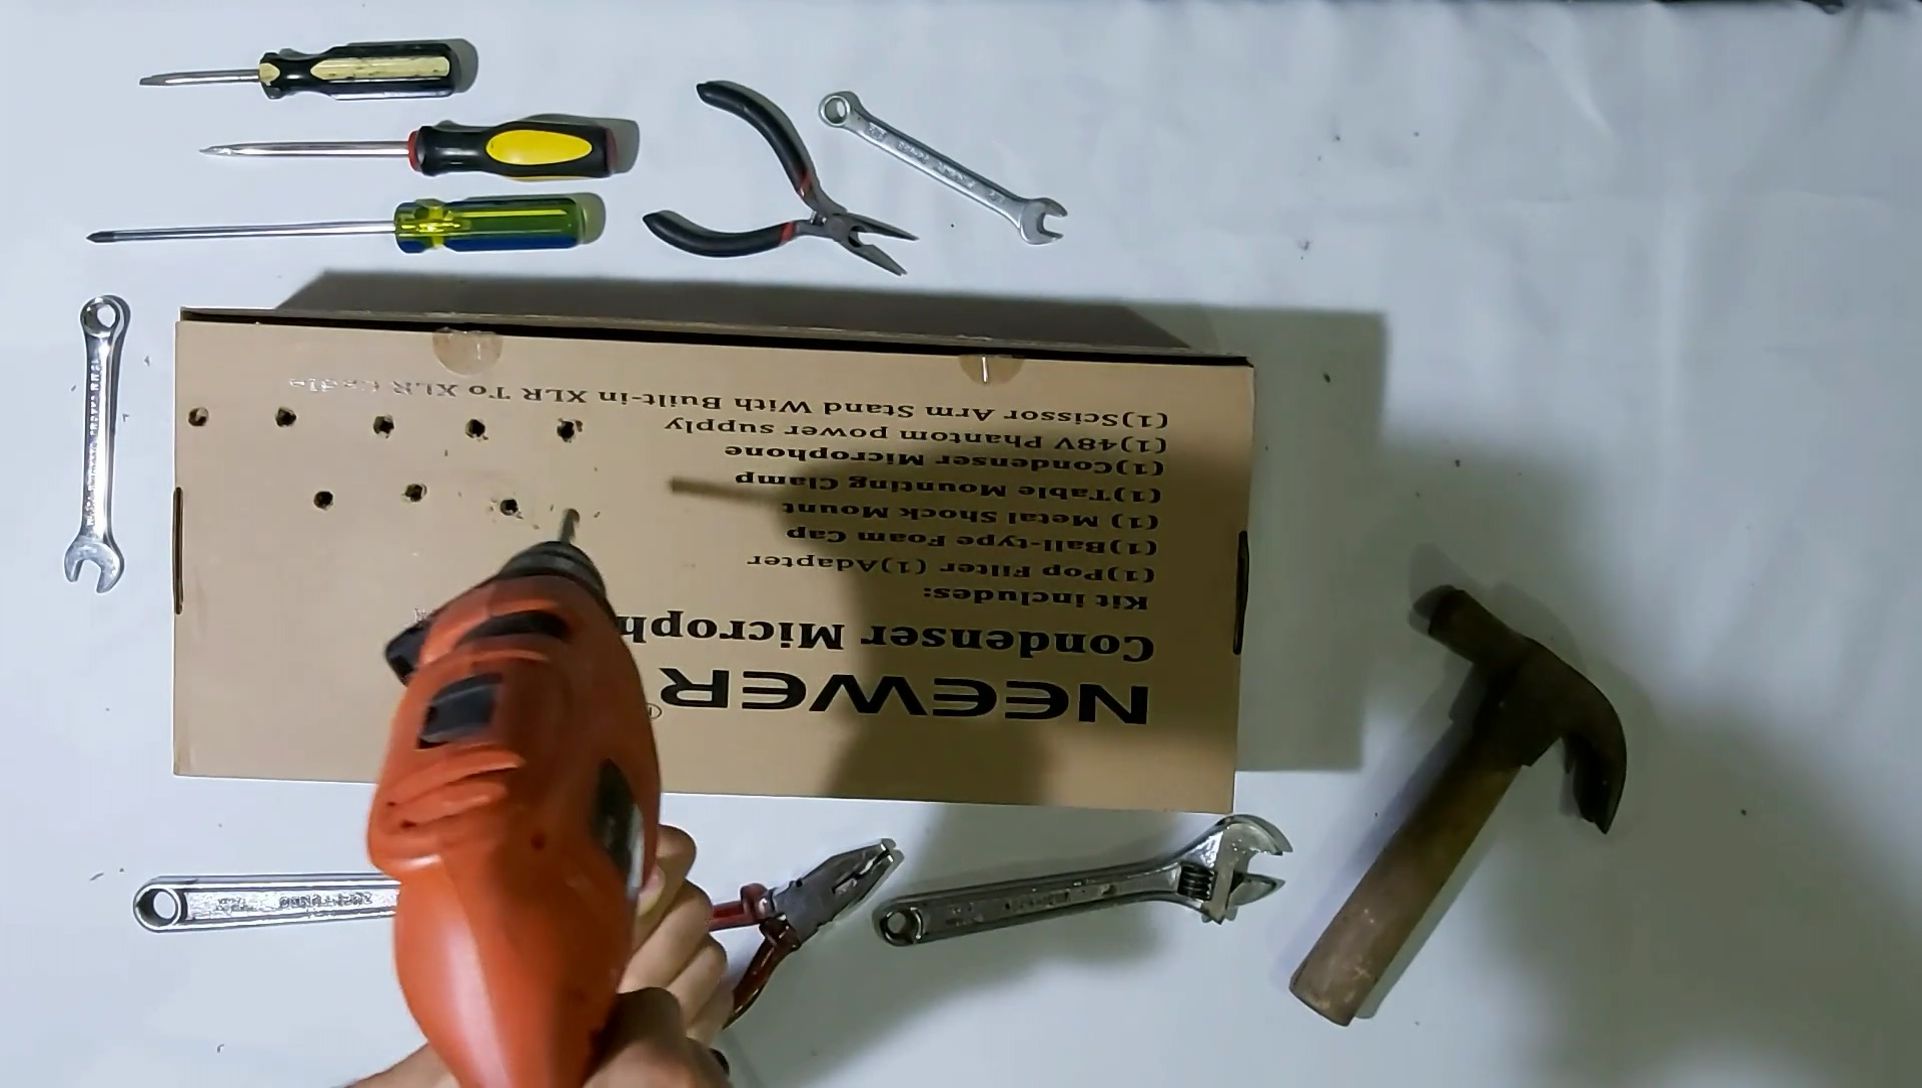 NEEWER®
Condenser Microph
Kit includes:
(1)Pop Filter (1)Adapter
(1)Ball-type Foam Cap
(1) Metal Shock Mount
(1)Table Mounting Clamp
(1)Condenser Microphone
(1)48V Phantom power supply
(1)Scissor Arm Stand With Built-in XLR To XLR Cable